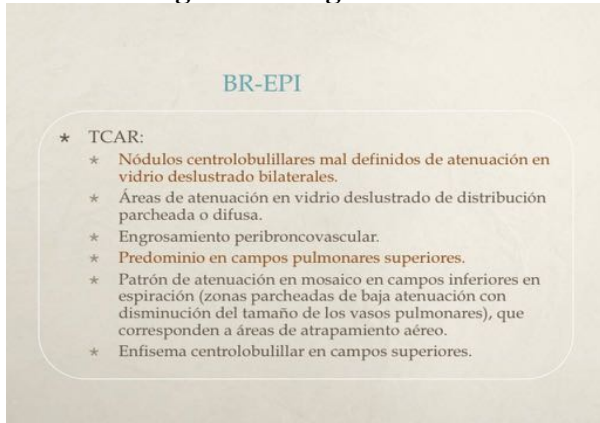 BR-EPI
* TCAR:
* Nódulos centrolobulillares mal definidos de atenuación en
vidrio deslustrado bilaterales.
* Áreas de atenuación en vidrio deslustrado de distribución
parcheada o difusa.
* Engrosamiento peribroncovascular.
* Predominio en campos pulmonares superiores.
* Patrón de atenuación en mosaico en campos inferiores en
espiración (zonas parcheadas de baja atenuación con
disminución del tamaño de los vasos pulmonares), que
corresponden a áreas de atrapamiento aéreo.
* Enfisema centrolobulillar en campos superiores.